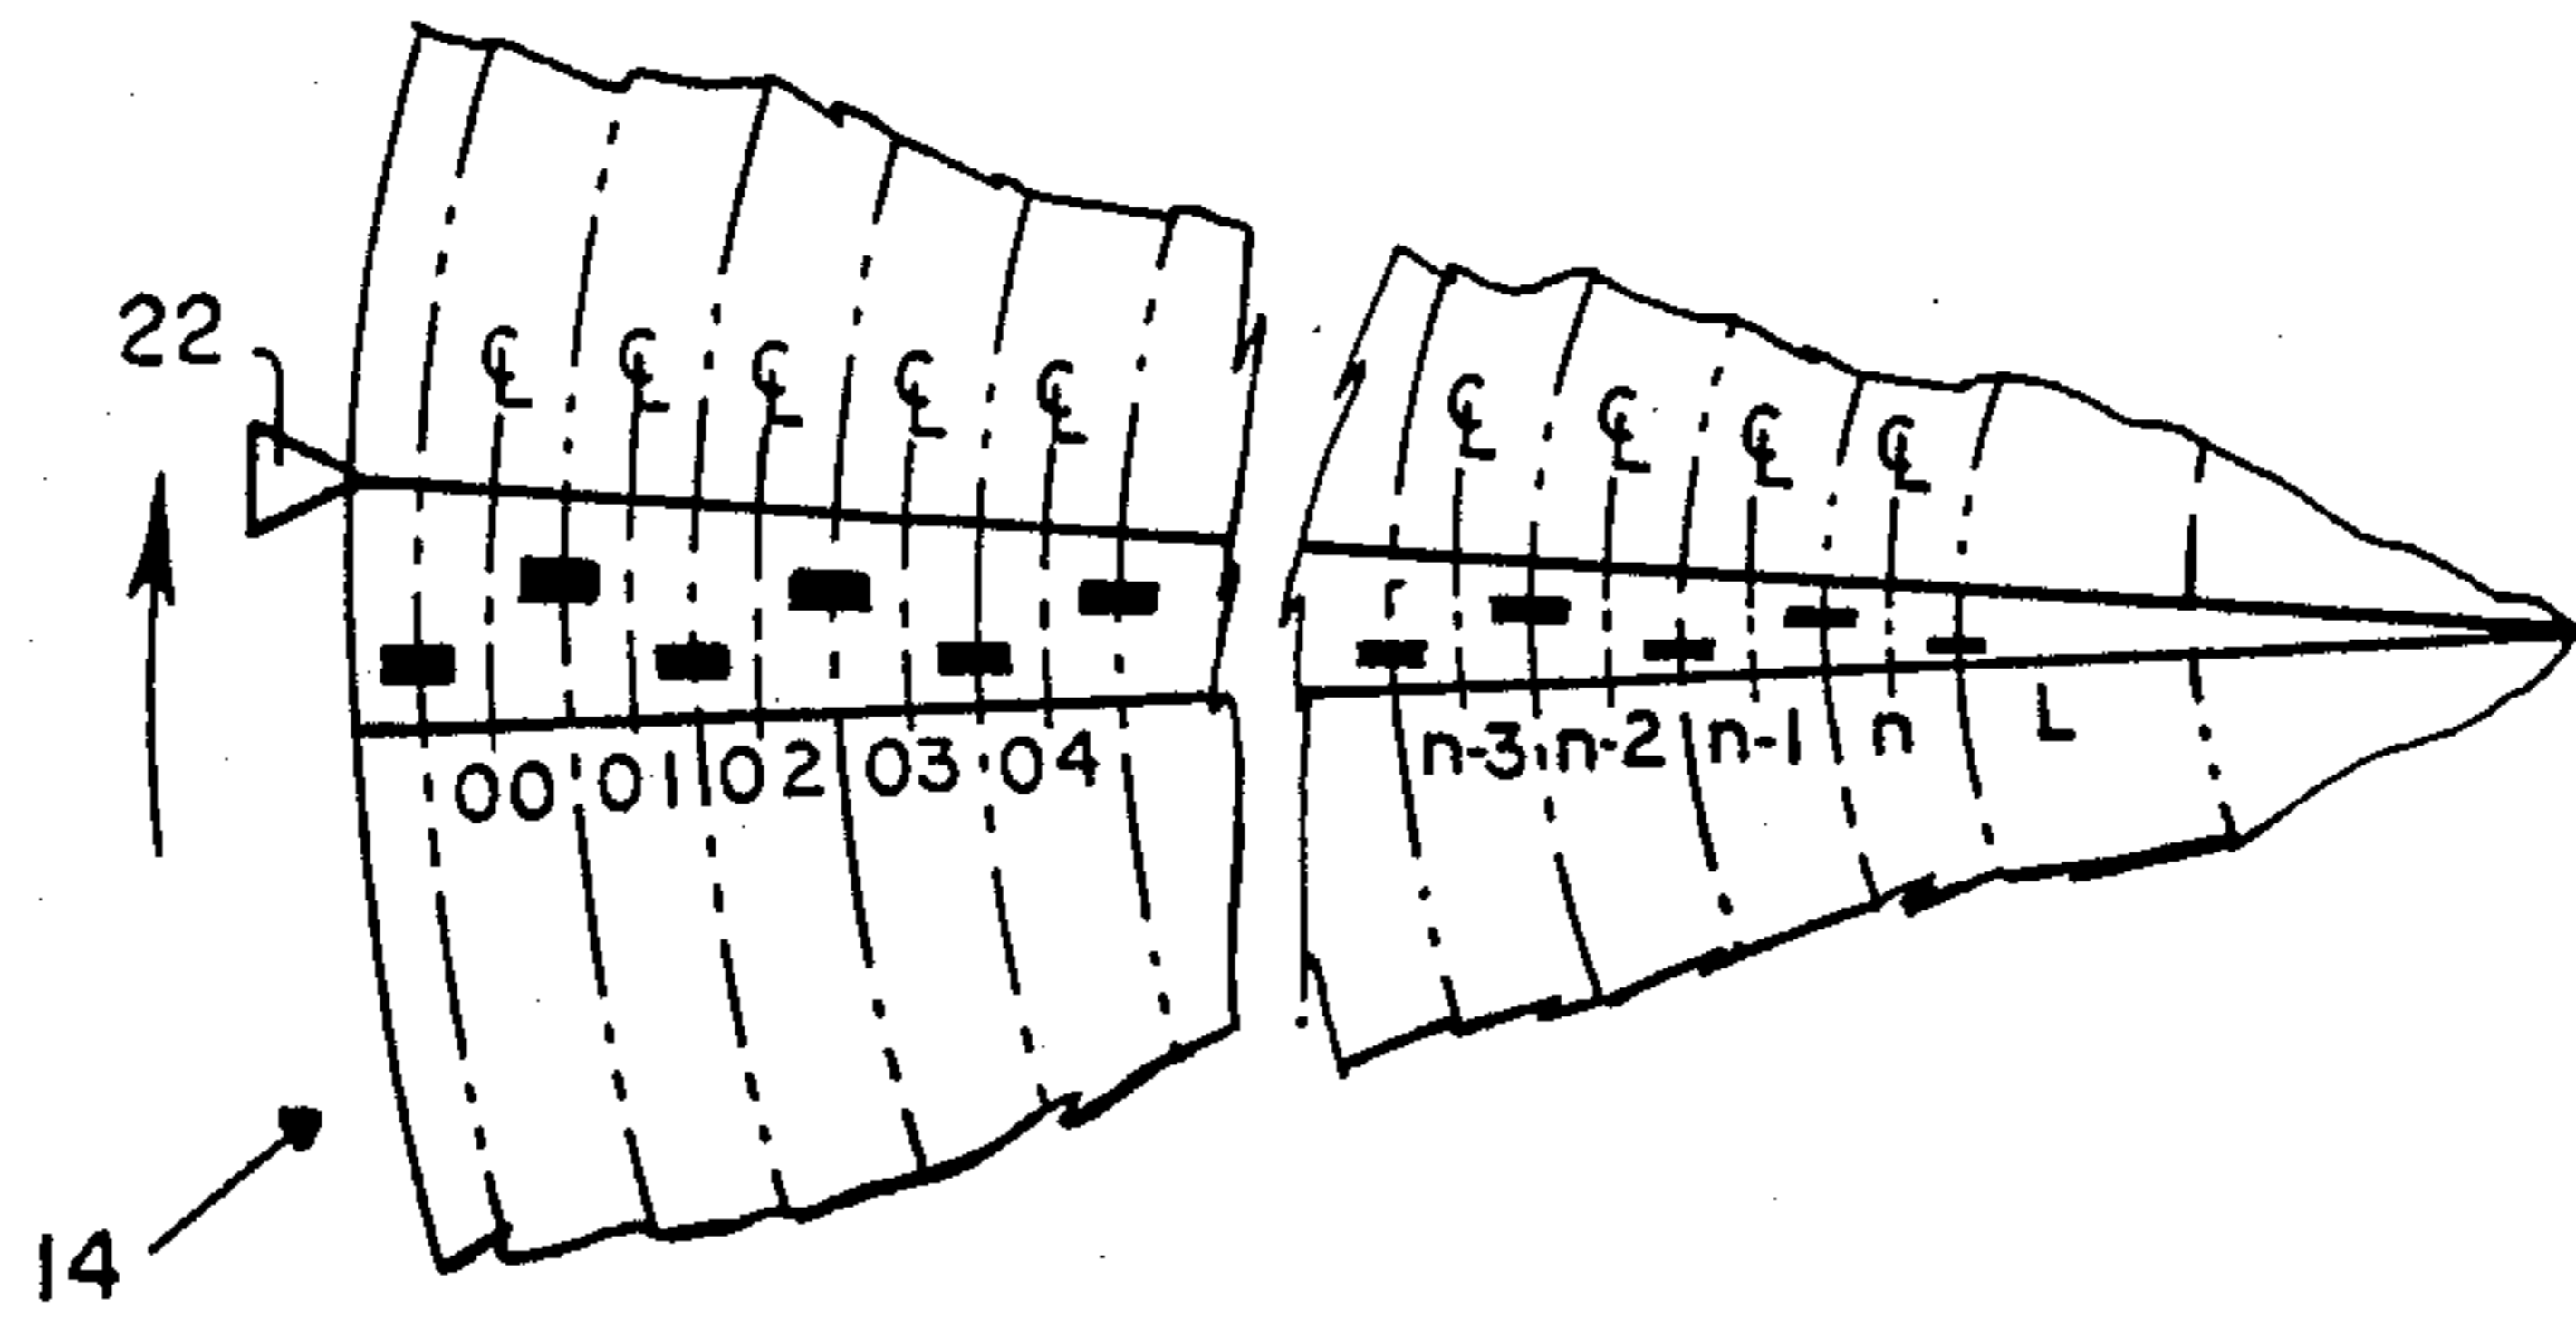 22
℄ ℄ ℄ ℄ ℄ ℄ ℄ ℄ ℄
00 01 02 03 04 n-3 n-2 n-1 n L
14